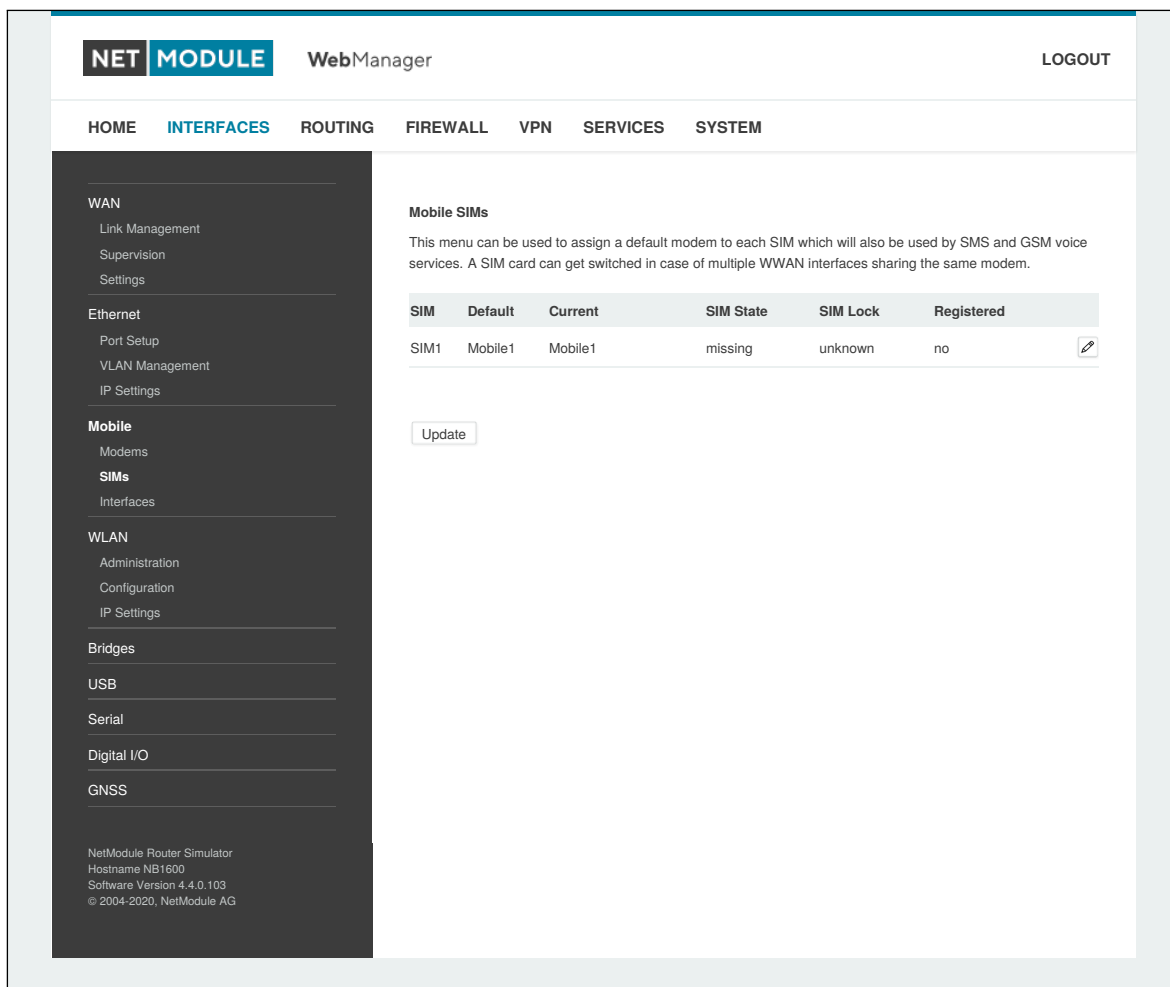 NET MODULE WebManager LOGOUT
HOME INTERFACES ROUTING FIREWALL VPN SERVICES SYSTEM
WAN
Link Management
Supervision
Settings
Ethernet
Port Setup
VLAN Management
IP Settings
Mobile
Modems
SIMs
Interfaces
WLAN
Administration
Configuration
IP Settings
Bridges
USB
Serial
Digital I/O
GNSS
NetModule Router Simulator
Hostname NB1600
Software Version 4.4.0.103
© 2004-2020, NetModule AG
Mobile SIMs
This menu can be used to assign a default modem to each SIM which will also be used by SMS and GSM voice
services. A SIM card can get switched in case of multiple WWAN interfaces sharing the same modem.
SIM Default Current SIM State SIM Lock Registered
SIM1 Mobile1 Mobile1 missing unknown no
Update